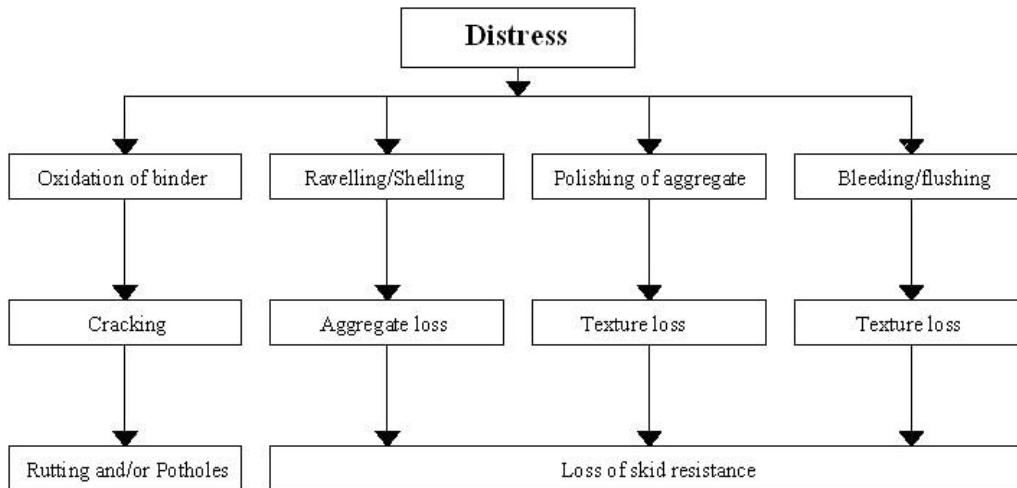 Distress
Oxidation of binder
Ravelling/Shelling
Polishing of aggregate
Bleeding/flushing
Cracking
Aggregate loss
Texture loss
Texture loss
Rutting and/or Potholes
Loss of skid resistance